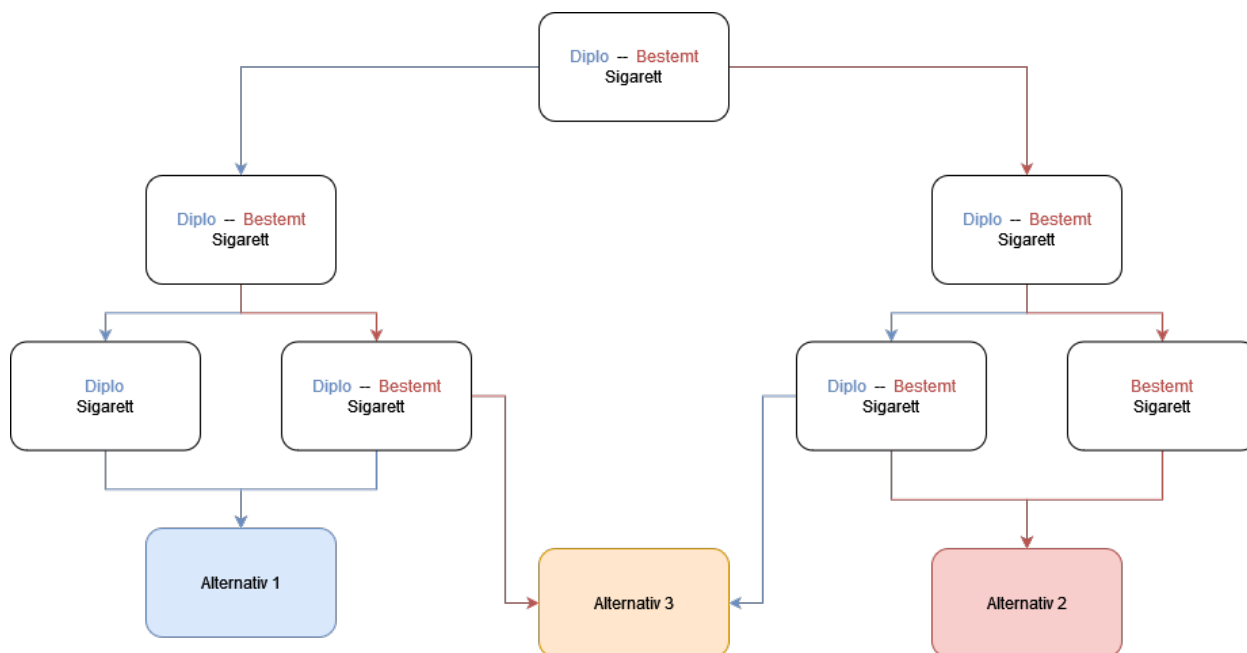 Diplo -- Bestemt
Sigarett
Diplo -- Bestemt
Sigarett
Diplo -- Bestemt
Sigarett
Diplo
Sigarett
Diplo -- Bestemt
Sigarett
Diplo -- Bestemt
Sigarett
Bestemt
Sigarett
Alternativ 1
Alternativ 3
Alternativ 2